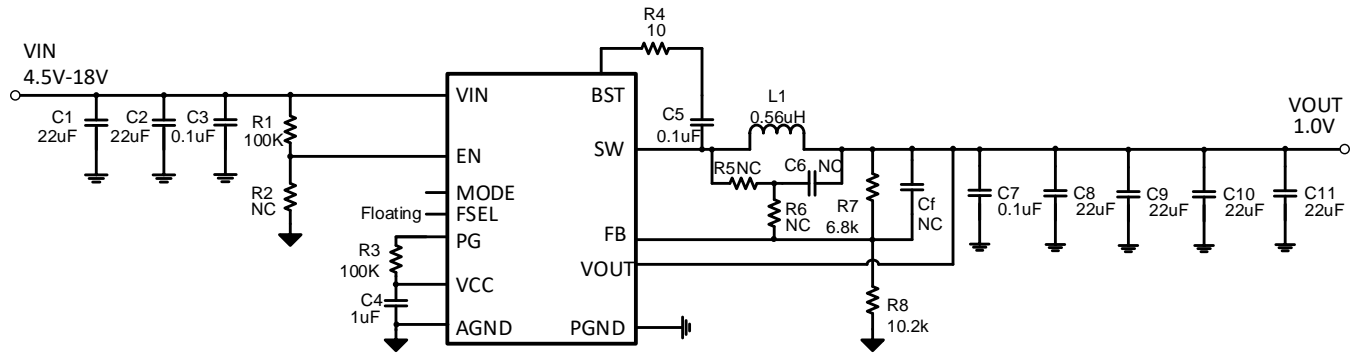 VIN
4.5V-18V
C1
22uF
C2
22uF
C3
0.1uF
R1
100K
R2
NC
Floating
R3
100K
C4
1uF
VIN
EN
MODE
FSEL
PG
VCC
AGND
BST
SW
FB
VOUT
PGND
R4
10
C5
0.1uF
L1
0.56uH
R5NC
C6 NC
R6
NC
R7
6.8k
Cf
NC
R8
10.2k
C7
0.1uF
C8
22uF
C9
22uF
C10
22uF
C11
22uF
VOUT
1.0V